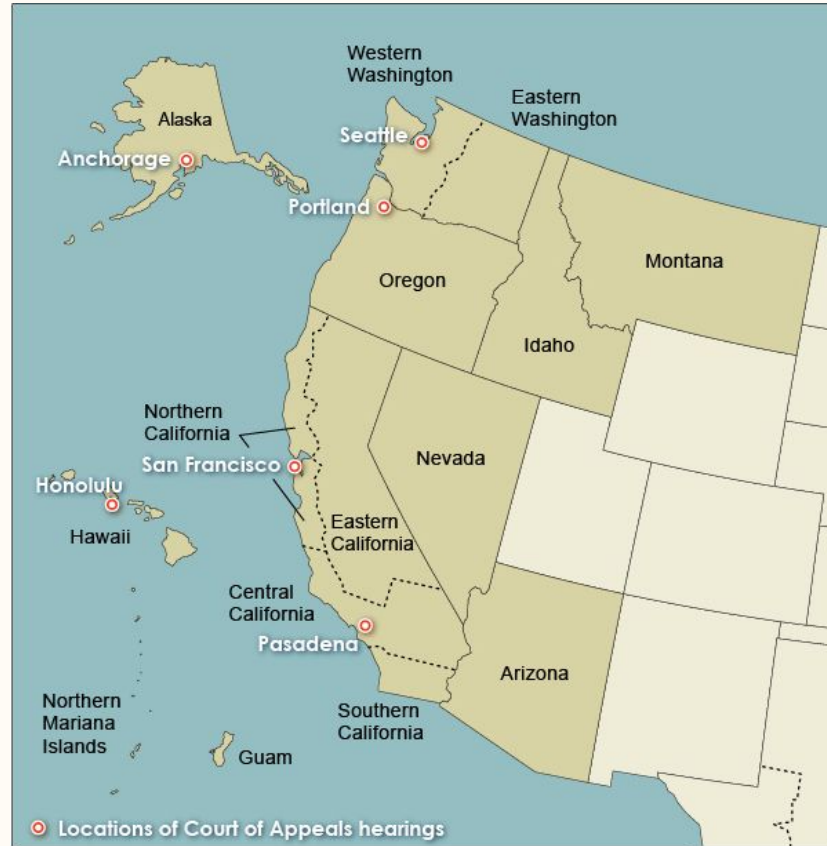 Western
Washington
Eastern
Washington
Alaska
Seattle
Anchorage
Portland
Montana
Oregon
Idaho
Northern
California
Nevada
San Francisco
Honolulu
Eastern
California
Hawaii
Central
California
Pasadena
Arizona
Northern
Mariana
Islands
Southern
California
Guam
Locations of Court of Appeals hearings